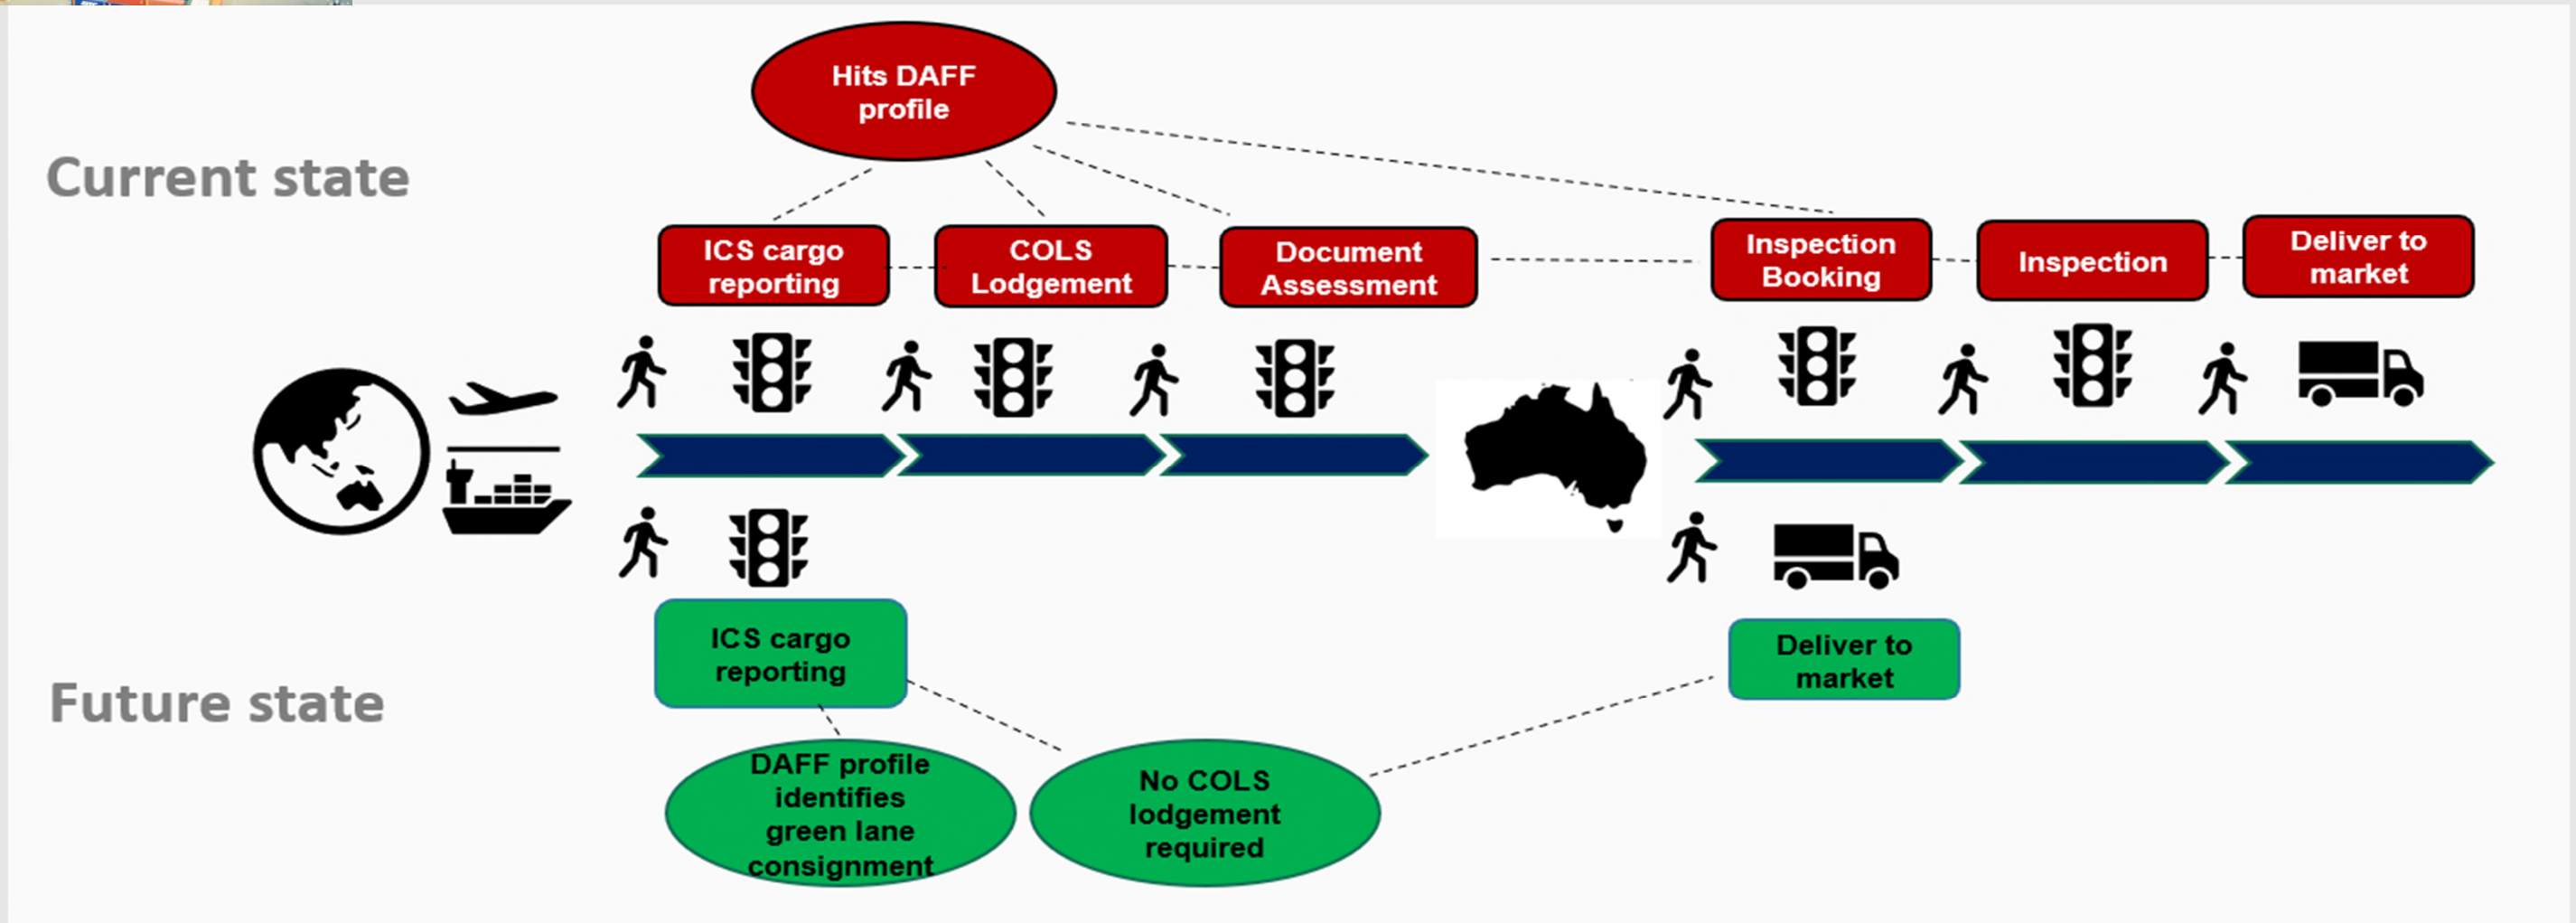 Hits DAFF
profile
Current state
ICS cargo
reporting
COLS
Lodgement
Document
Assessment
Inspection
Booking
Inspection
Deliver to
market
ICS cargo
reporting
Deliver to
market
Future state
DAFF profile
identifies
green lane
consignment
No COLS
lodgement
required